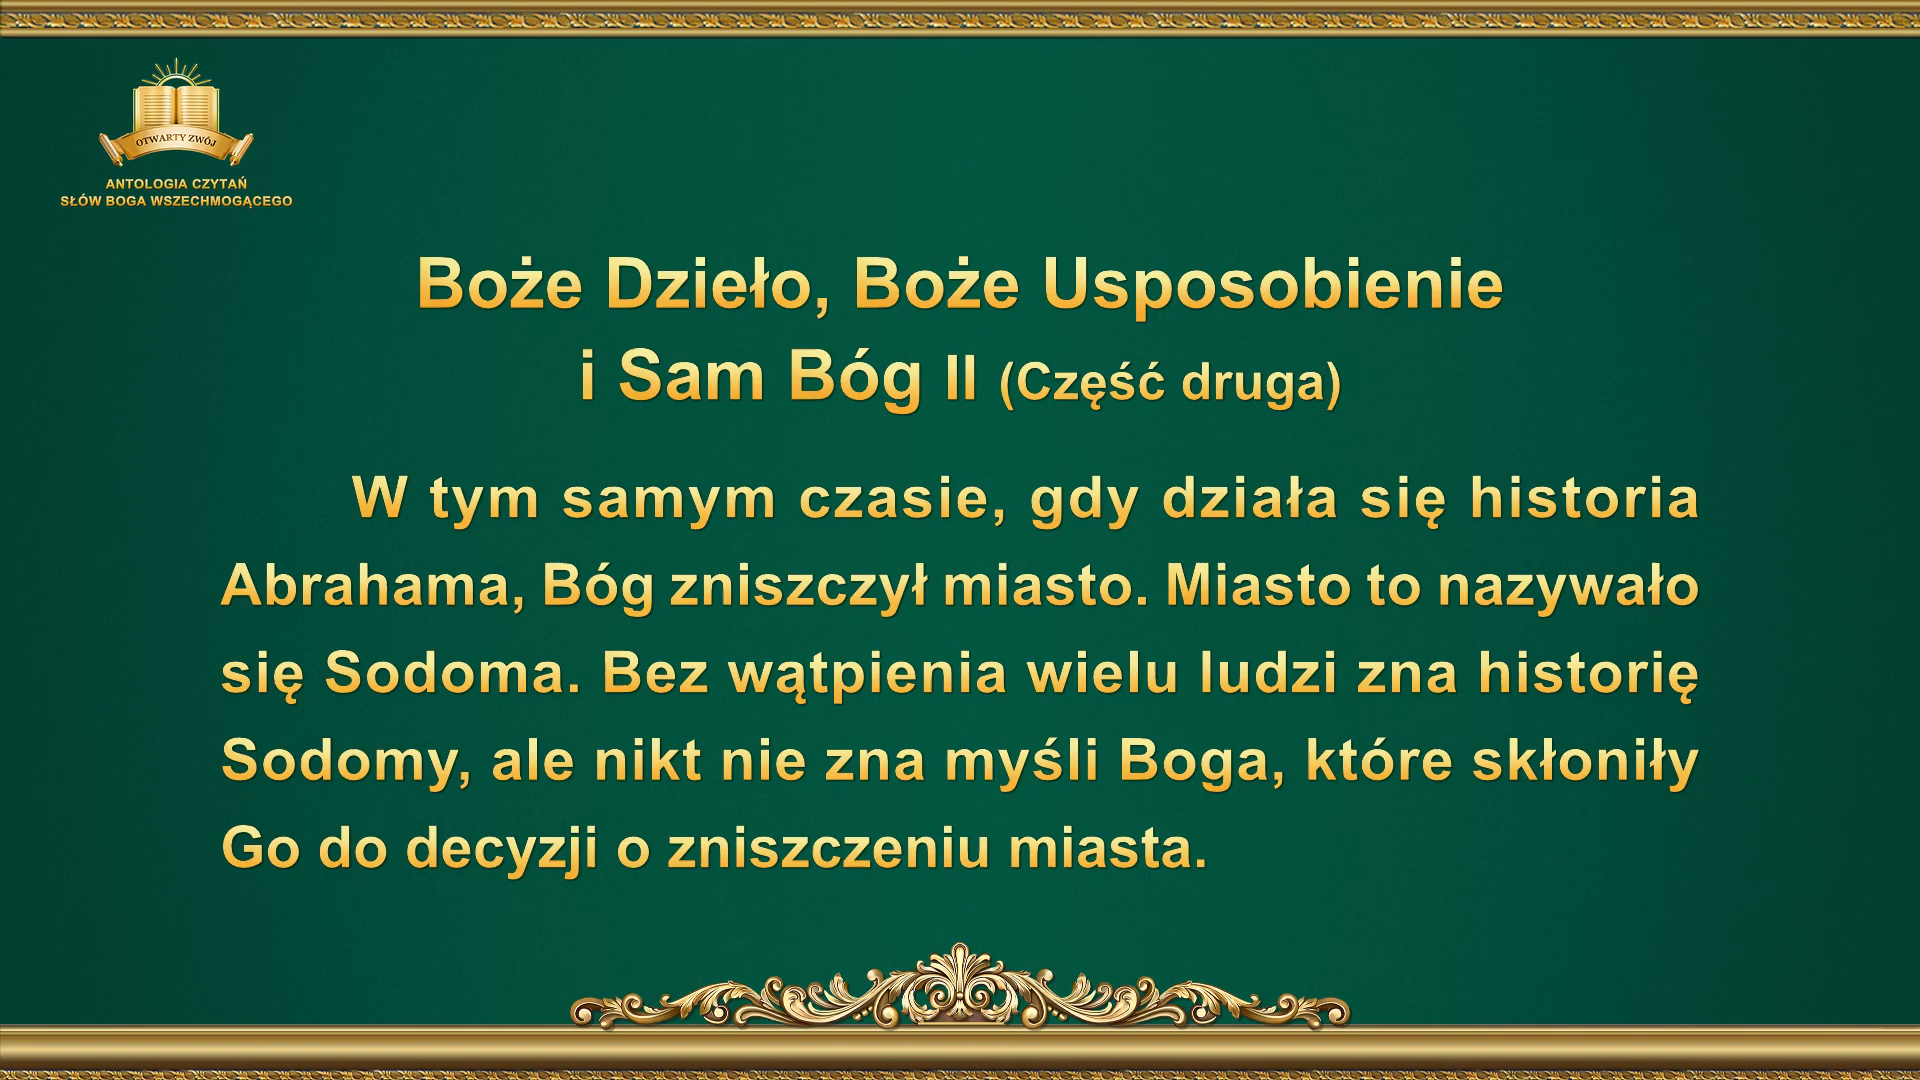 OTWARTY ZWÓJ
ANTOLOGIA CZYTAŃ
SŁÓW BOGA WSZECHMOGĄCEGO
Boże Dzieło, Boże Usposobienie
i Sam Bóg II (Część druga)
W tym samym czasie, gdy działa się historia
Abrahama, Bóg zniszczył miasto. Miasto to nazywało
się Sodoma. Bez wątpienia wielu ludzi zna historię
Sodomy, ale nikt nie zna myśli Boga, które skłoniły
Go do decyzji o zniszczeniu miasta.